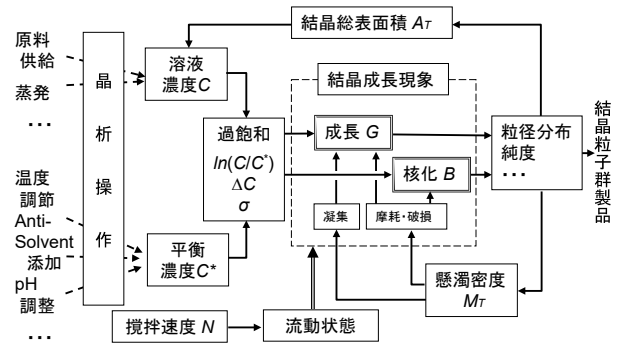 結晶総表面積 AT
原料
供給
蒸発
...
晶析操作
溶液
濃度C
結晶成長現象
過飽和
ln(C/C*)
ΔC
σ
成長 G
核化 B
凝集
摩耗・破損
粒径分布
純度
...
結晶粒子群製品
温度
調節
Anti-
Solvent
添加
pH
調整
...
平衡
濃度C*
懸濁密度
MT
撹拌速度 N
流動状態